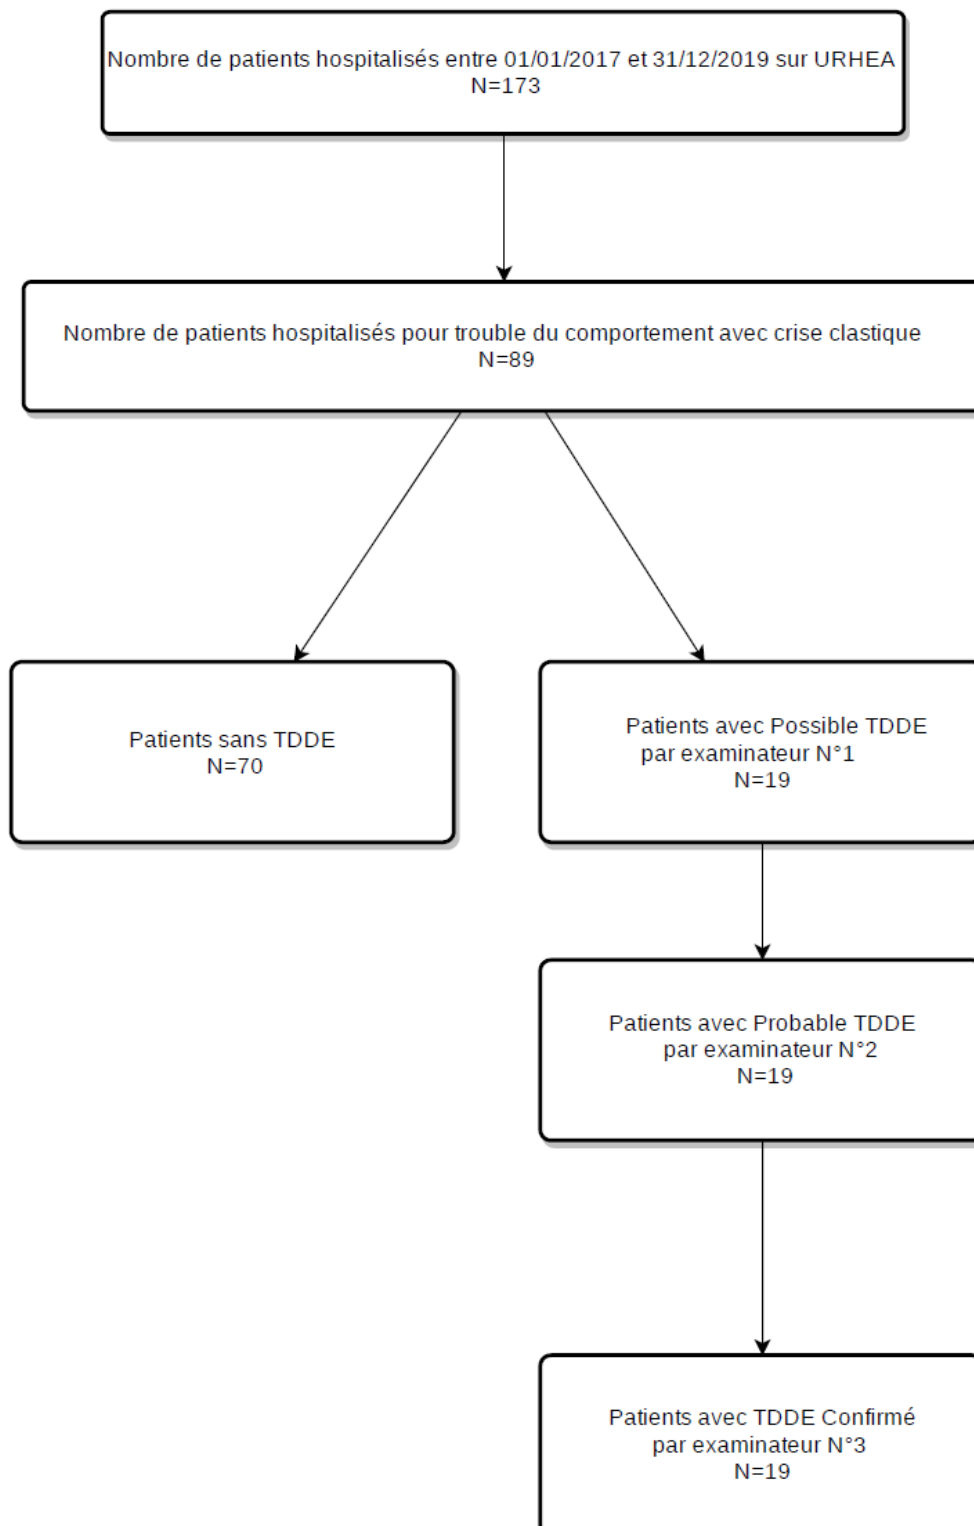 Nombre de patients hospitalisés entre 01/01/2017 et 31/12/2019 sur URHEA
N=173
Nombre de patients hospitalisés pour trouble du comportement avec crise clastique
N=89
Patients sans TDDE
N=70
Patients avec Possible TDDE
par examinateur N°1
N=19
Patients avec Probable TDDE
par examinateur N°2
N=19
Patients avec TDDE Confirmé
par examinateur N°3
N=19